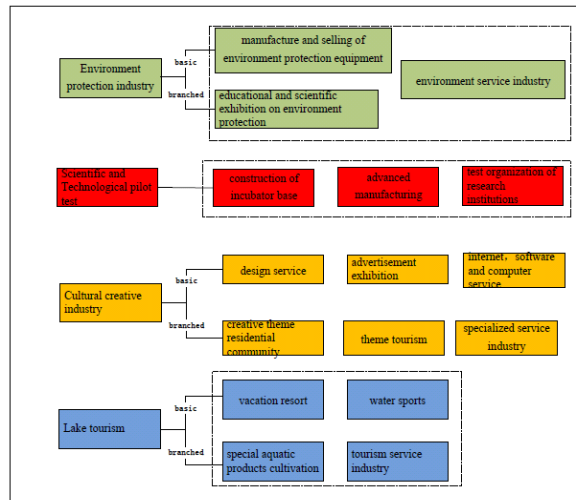 manufacture and selling of
environment protection equipment
basic
Environment
protection industry
environment service industry
branched
educational and scientific
exhibition on environment
protection
Scientific and
Technological pilot
test
construction of
incubator base
advanced
manufacturing
test organization of
research
institutions
basic
design service
advertisement
exhibition
internet, software
and computer
service
Cultural creative
industry
branched
creative theme
residential
community
theme tourism
specialized service
industry
basic
vacation resort
water sports
Lake tourism
branched
special aquatic
products cultivation
tourism service
industry